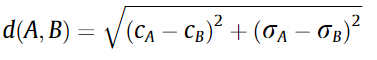 d(A, B) = √((c_A − c_B)² + (σ_A − σ_B)²)